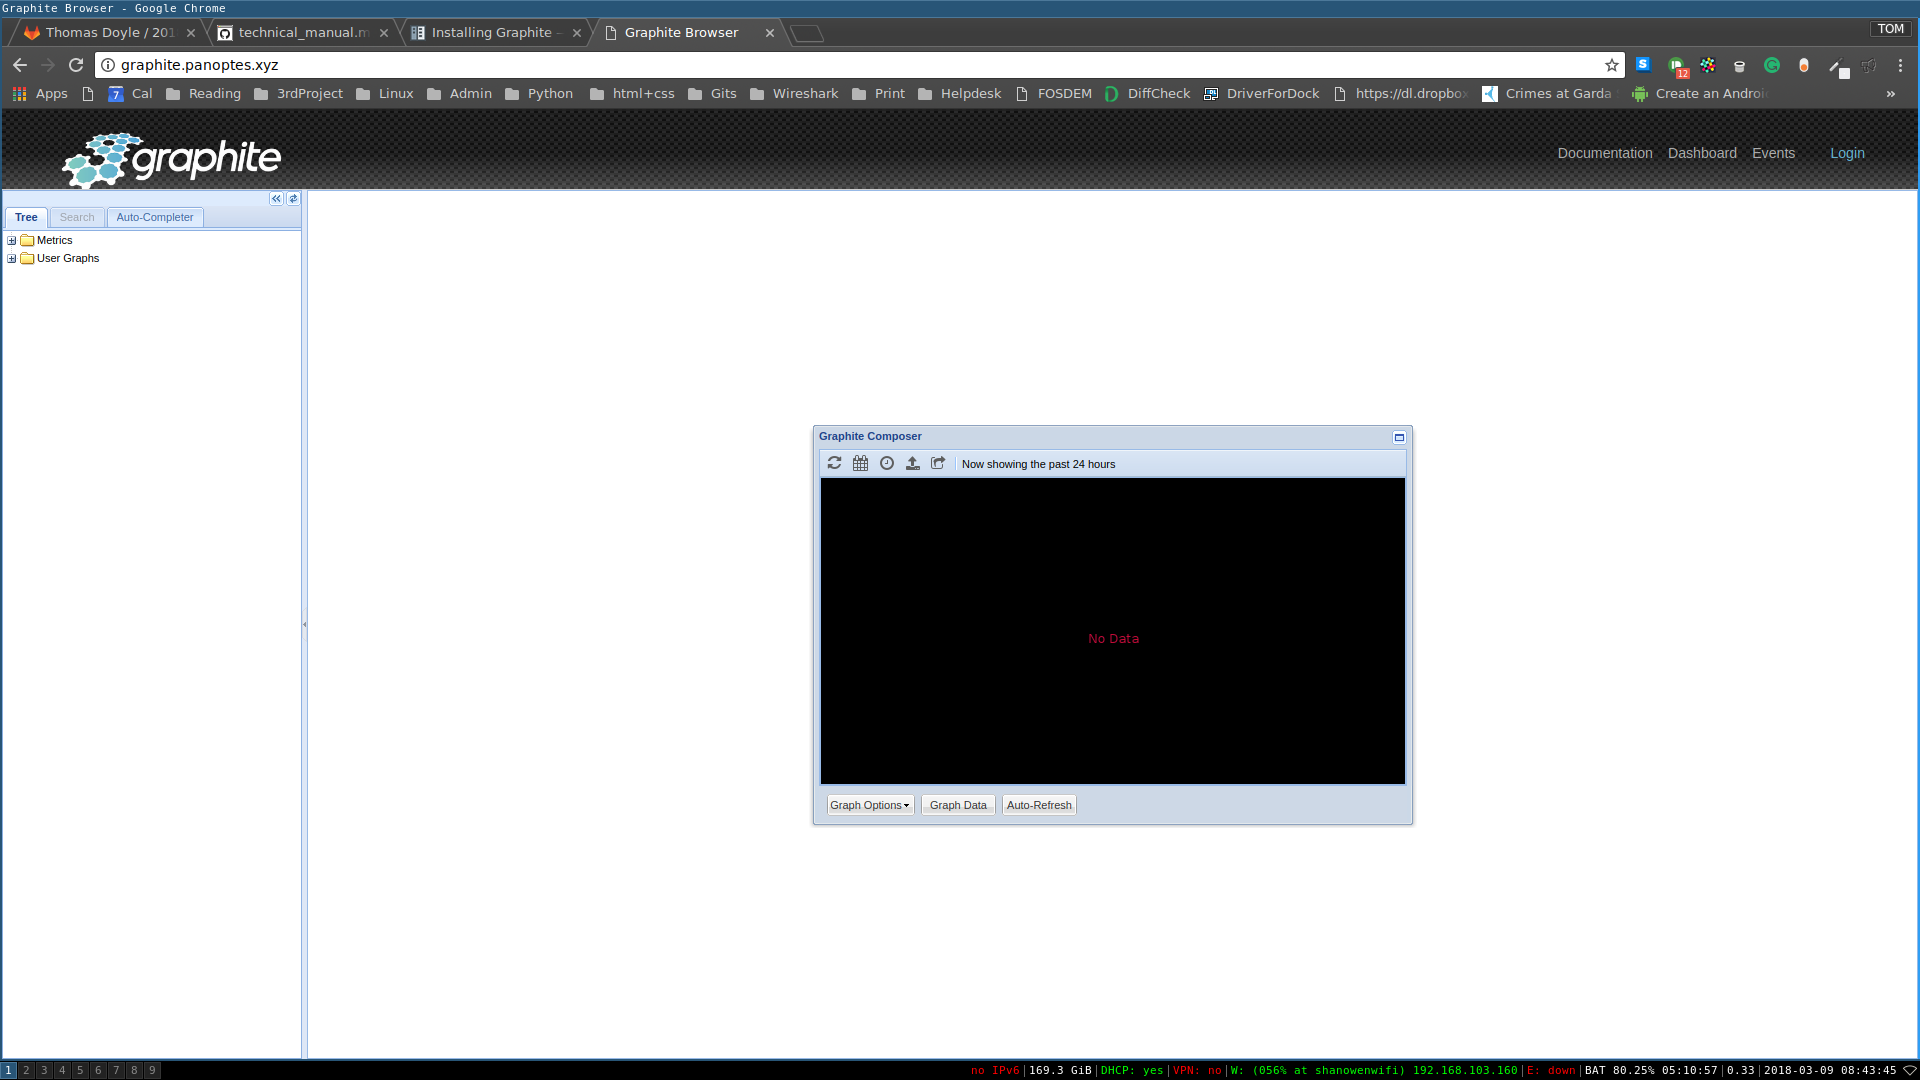 Graphite Browser - Google Chrome
Thomas Doyle / 201
technical_manual.m
Installing Graphite -
Graphite Browser
TOM
graphite.panoptes.xyz
12
Apps
7
Cal
Reading
3rdProject
Linux
Admin
Python
html+css
Gits
Wireshark
Print
Helpdesk
FOSDEM
DiffCheck
DriverForDock
https://dl.dropbox
Crimes at Garda
Create an Androi
»
graphite
Documentation
Dashboard
Events
Login
Tree
Search
Auto-Completer
Metrics
User Graphs
Graphite Composer
Now showing the past 24 hours
No Data
Graph Options
Graph Data
Auto-Refresh
1 2 3 4 5 6 7 8 9
no IPv6|169.3 GiB|DHCP: yes|VPN: no|W: (056% at shanowenwifi) 192.168.103.160|E: down|BAT 80.25% 05:10:57|0.33|2018-03-09 08:43:45